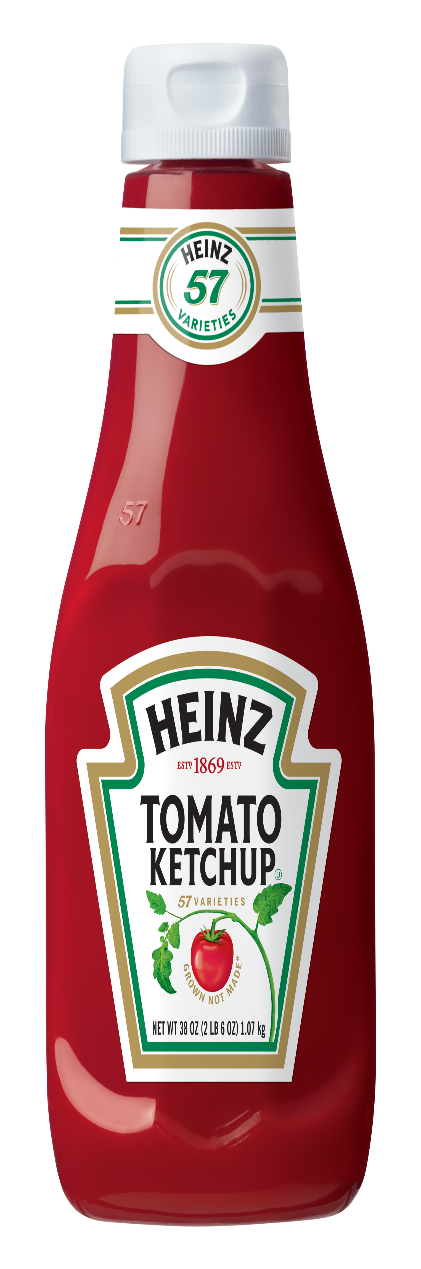 HEINZ
57
VARIETIES
57
HEINZ
ESTD 1869 ESTD
TOMATO
KETCHUP
57 VARIETIES
GROWN NOT MADE*
NET WT 38 OZ (2 LB 6 OZ) 1.07 kg